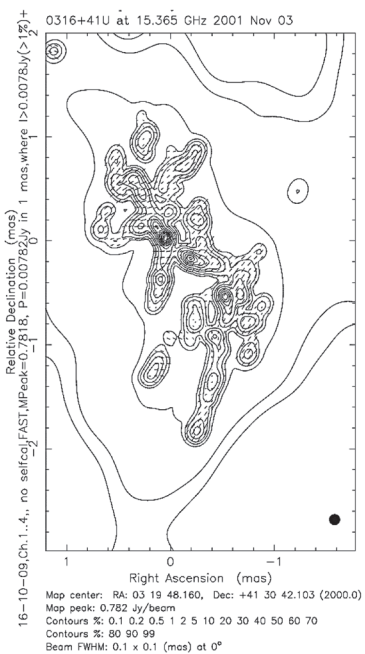 0316+41U at 15.365 GHz 2001 Nov 03
16-10-09,Ch.1..4,, no selfcal,FAST,MPeak=0.7818, P=0.00782Jy in 1 mas,where I>0.0078Jy(>1%)+
Relative Declination (mas)
2
1
0
−1
−2
1
0
−1
Right Ascension (mas)
Map center: RA: 03 19 48.160, Dec: +41 30 42.103 (2000.0)
Map peak: 0.782 Jy/beam
Contours %: 0.1 0.2 0.5 1 2 5 10 20 30 40 50 60 70
Contours %: 80 90 99
Beam FWHM: 0.1 x 0.1 (mas) at 0°